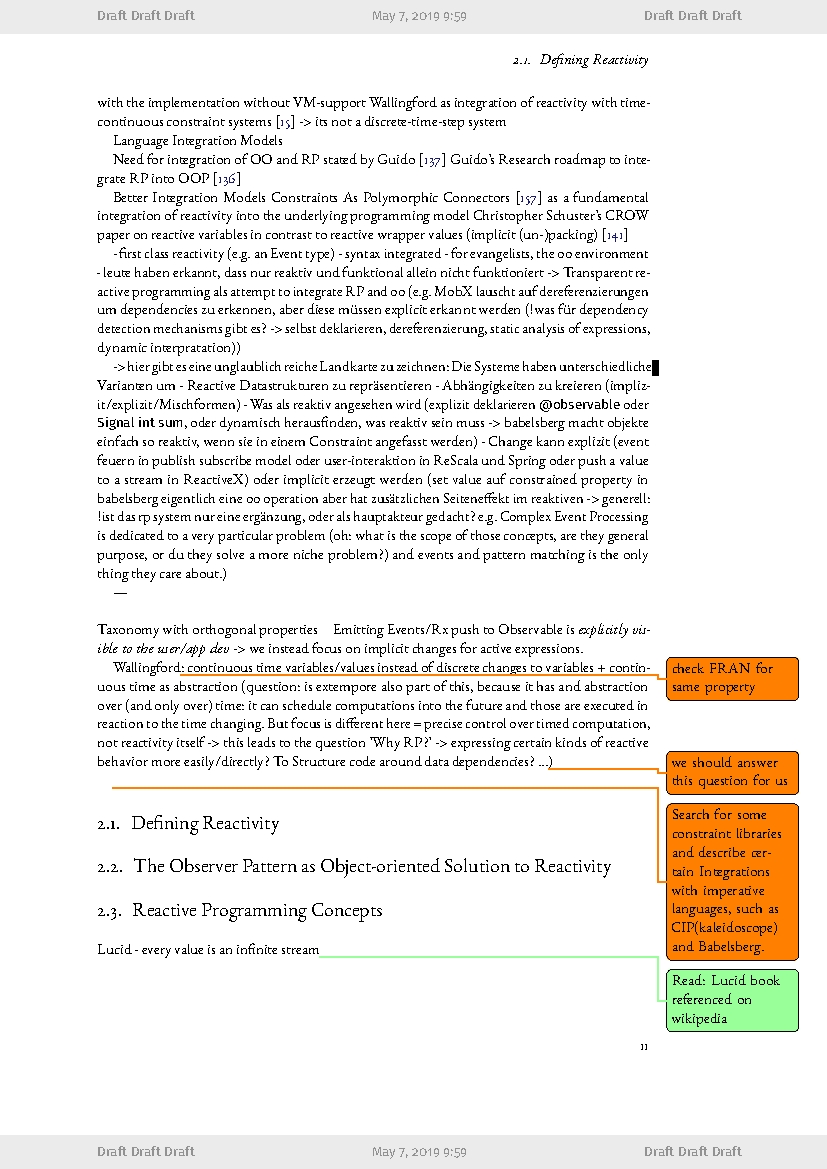 Draft Draft Draft May 7, 2019 9:59 Draft Draft Draft
2.1. Defining Reactivity
with the implementation without VM-support Wallingford as integration of reactivity with time-
continuous constraint systems [15] -> its not a discrete-time-step system
Language Integration Models
Need for integration of OO and RP stated by Guido [137] Guido's Research roadmap to inte-
grate RP into OOP [136]
Better Integration Models Constraints As Polymorphic Connectors [157] as a fundamental
integration of reactivity into the underlying programming model Christopher Schuster's CROW
paper on reactive variables in contrast to reactive wrapper values (implicit (un-)packing) [141]
- first class reactivity (e.g. an Event type) - syntax integrated - for evangelists, the oo environment
- leute haben erkannt, dass nur reaktiv und funktional allein nicht funktioniert -> Transparent re-
active programming als attempt to integrate RP and oo (e.g. MobX lauscht auf dereferenzierungen
um dependencies zu erkennen, aber diese müssen explicit erkannt werden (!was für dependency
detection mechanisms gibt es? -> selbst deklarieren, dereferenzierung, static analysis of expressions,
dynamic interpratation))
-> hier gibt es eine unglaublich reiche Landkarte zu zeichnen: Die Systeme haben unterschiedliche
Varianten um - Reactive Datastrukturen zu repräsentieren - Abhängigkeiten zu kreieren (impliz-
it/explizit/Mischformen) - Was als reaktiv angesehen wird (explizit deklarieren @observable oder
Signal int sum, oder dynamisch herausfinden, was reaktiv sein muss -> babelsberg macht objekte
einfach so reaktiv, wenn sie in einem Constraint angefasst werden) - Change kann explizit (event
feuern in publish subscribe model oder user-interaktion in ReScala und Spring oder push a value
to a stream in ReactiveX) oder implicit erzeugt werden (set value auf constrained property in
babelsberg eigentlich eine oo operation aber hat zusätzlichen Seiteneffekt im reaktiven -> generell:
!ist das rp system nur eine ergänzung, oder als hauptakteur gedacht? e.g. Complex Event Processing
is dedicated to a very particular problem (oh: what is the scope of those concepts, are they general
purpose, or du they solve a more niche problem?) and events and pattern matching is the only
thing they care about.)
—
Taxonomy with orthogonal properties Emitting Events/Rx push to Observable is explicitly vis-
ible to the user/app dev -> we instead focus on implicit changes for active expressions.
Wallingford: continuous time variables/values instead of discrete changes to variables + contin-
uous time as abstraction (question: is extempore also part of this, because it has and abstraction
over (and only over) time: it can schedule computations into the future and those are executed in
reaction to the time changing. But focus is different here = precise control over timed computation,
not reactivity itself -> this leads to the question 'Why RP?' -> expressing certain kinds of reactive
behavior more easily/directly? To Structure code around data dependencies? ...)
check FRAN for
same property
we should answer
this question for us
Search for some
constraint libraries
and describe cer-
tain Integrations
with imperative
languages, such as
CIP(kaleidoscope)
and Babelsberg.
2.1. Defining Reactivity
2.2. The Observer Pattern as Object-oriented Solution to Reactivity
2.3. Reactive Programming Concepts
Lucid - every value is an infinite stream
Read: Lucid book
referenced on
wikipedia
11
Draft Draft Draft May 7, 2019 9:59 Draft Draft Draft